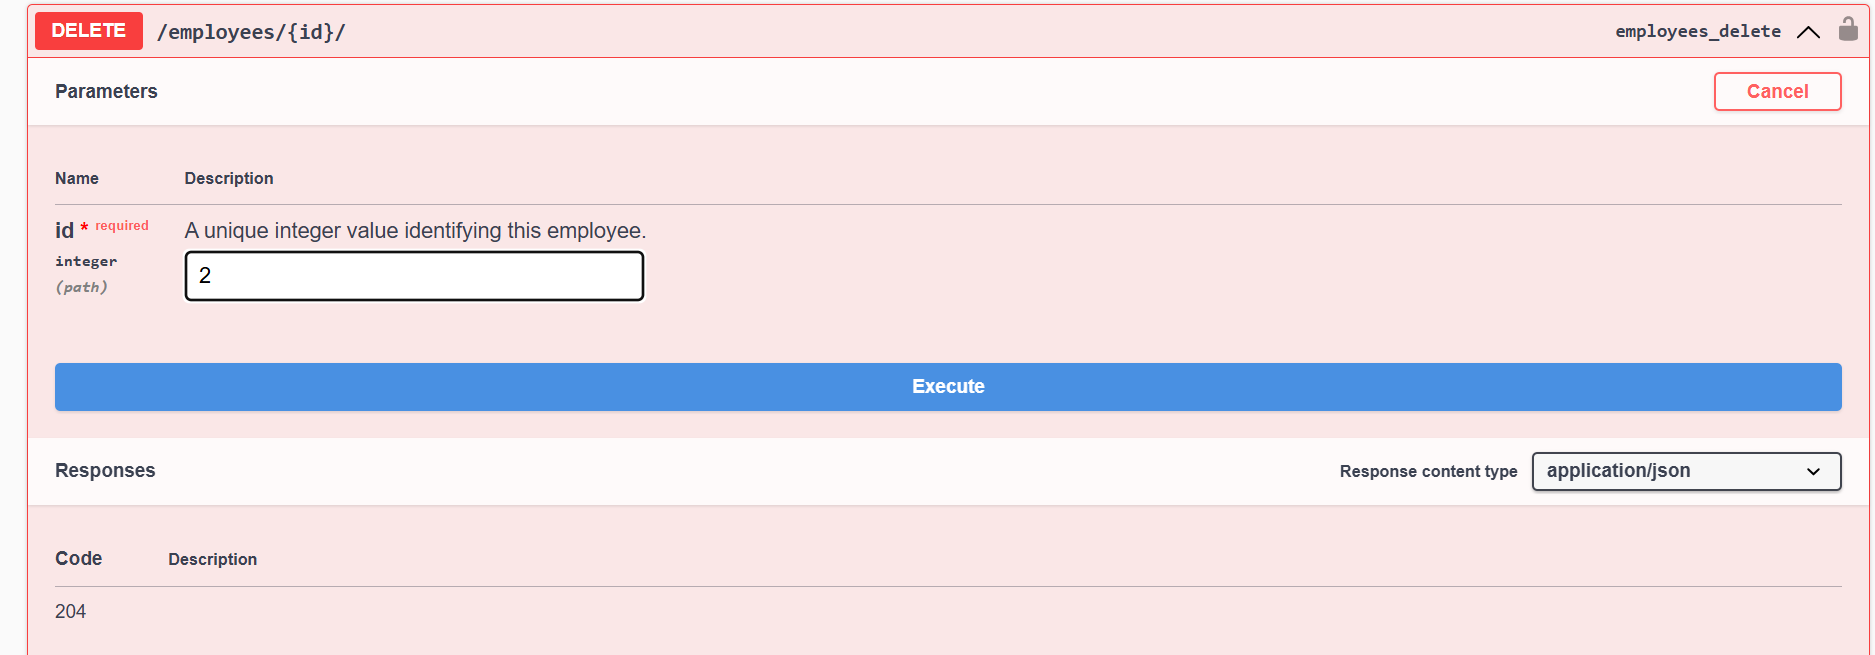 DELETE /employees/{id}/ employees_delete
Parameters Cancel
Name Description
id * required A unique integer value identifying this employee.
integer
(path)
2
Execute
Responses Response content type application/json
Code Description
204